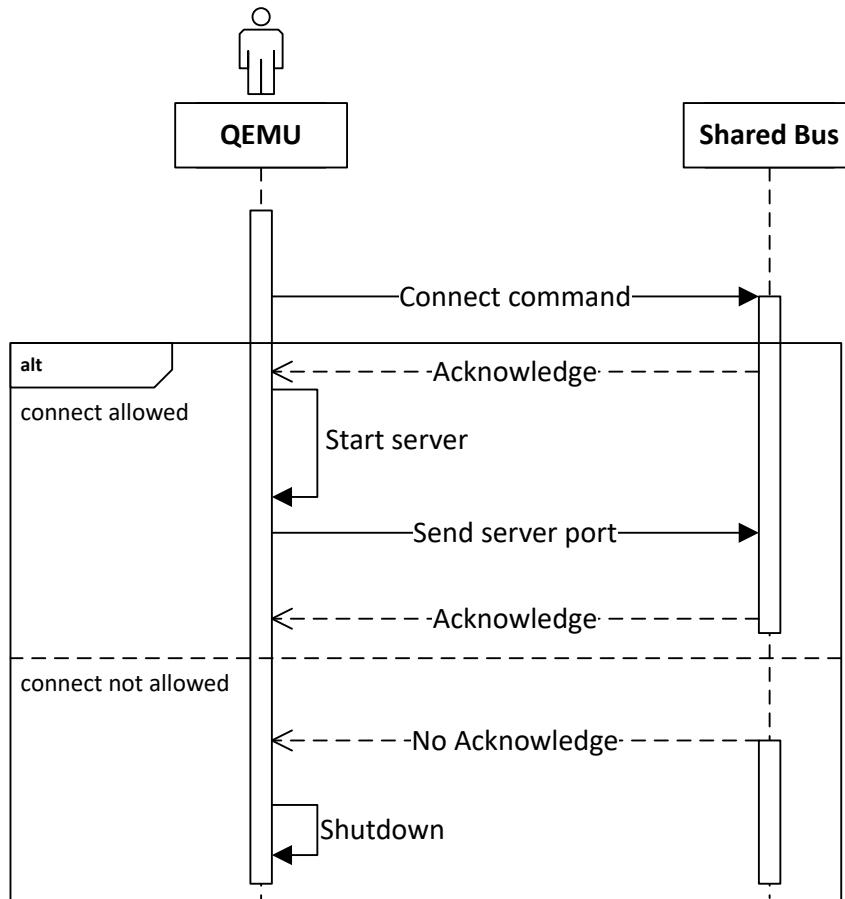 QEMU
Shared Bus
Connect command
alt
Acknowledge
connect allowed
Start server
Send server port
Acknowledge
connect not allowed
No Acknowledge
Shutdown